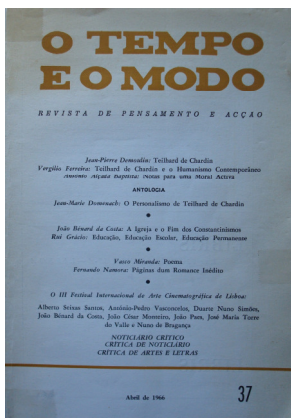 O TEMPO
E O MODO
REVISTA DE PENSAMENTO E ACÇÃO
Jean-Pierre Demoulin: Teilhard de Chardin
Vergílio Ferreira: Teilhard de Chardin e o Humanismo Contemporâneo
António Alçada Baptista: Notas para uma Moral Activa
ANTOLOGIA
Jean-Marie Domenach: O Personalismo de Teilhard de Chardin
João Bénard da Costa: A Igreja e o Fim dos Constantinismos
Rui Grácio: Educação, Educação Escolar, Educação Permanente
Vasco Miranda: Poema
Fernando Namora: Páginas dum Romance Inédito
O III Festival Internacional de Arte Cinematográfica de Lisboa:
Alberto Seixas Santos, António-Pedro Vasconcelos, Duarte Nuno Simões,
João Bénard da Costa, João César Monteiro, João Paes, José Maria Torre
do Valle e Nuno de Bragança
NOTICIÁRIO CRÍTICO
CRÍTICA DE NOTICIÁRIO
CRÍTICA DE ARTES E LETRAS
Abril de 1966
37